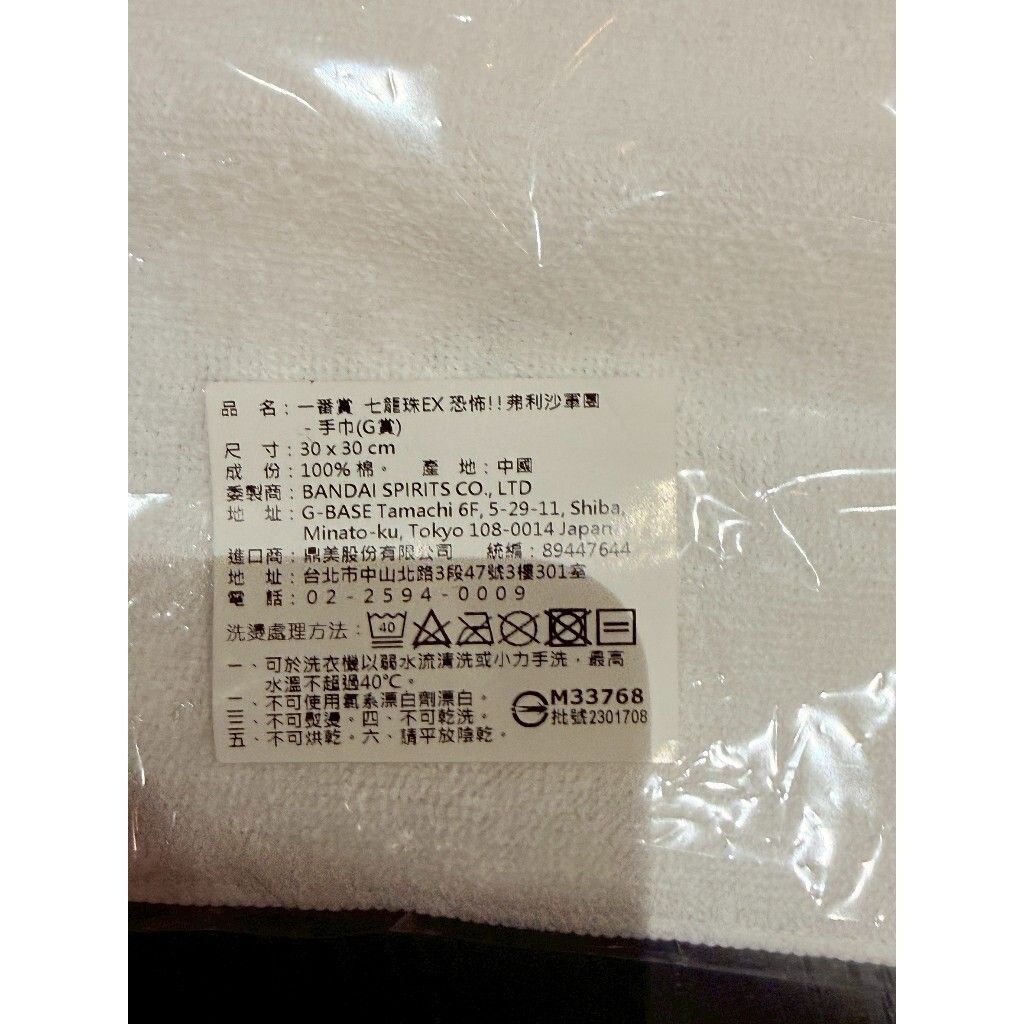 品　名：一番賞 七龍珠EX 恐怖!!弗利沙軍團
- 手巾(G賞)
尺　寸：30 x 30 cm
成　份：100% 棉。　產　地：中國
委製商：BANDAI SPIRITS CO., LTD
地　址：G-BASE Tamachi 6F, 5-29-11, Shiba,
Minato-ku, Tokyo 108-0014 Japan.
進口商：鼎美股份有限公司　統編：89447644
地　址：台北市中山北路3段47號3樓301室
電　話：02-2594-0009
洗燙處理方法：40
一、可於洗衣機以弱水流清洗或小力手洗，最高
水溫不超過40℃。
二、不可使用氯系漂白劑漂白。
三、不可熨燙。四、不可乾洗。
五、不可烘乾。六、請平放陰乾。
M33768
批號2301708